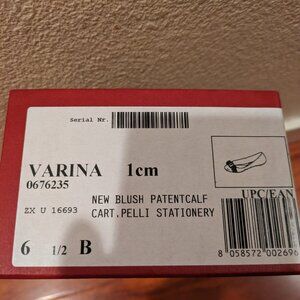 Serial Nr.
VARINA 1cm
0676235
NEW BLUSH PATENTCALF
ZX U 16693 CART.PELLI STATIONERY
UPC/EAN
6 1/2 B
8 058572 002696